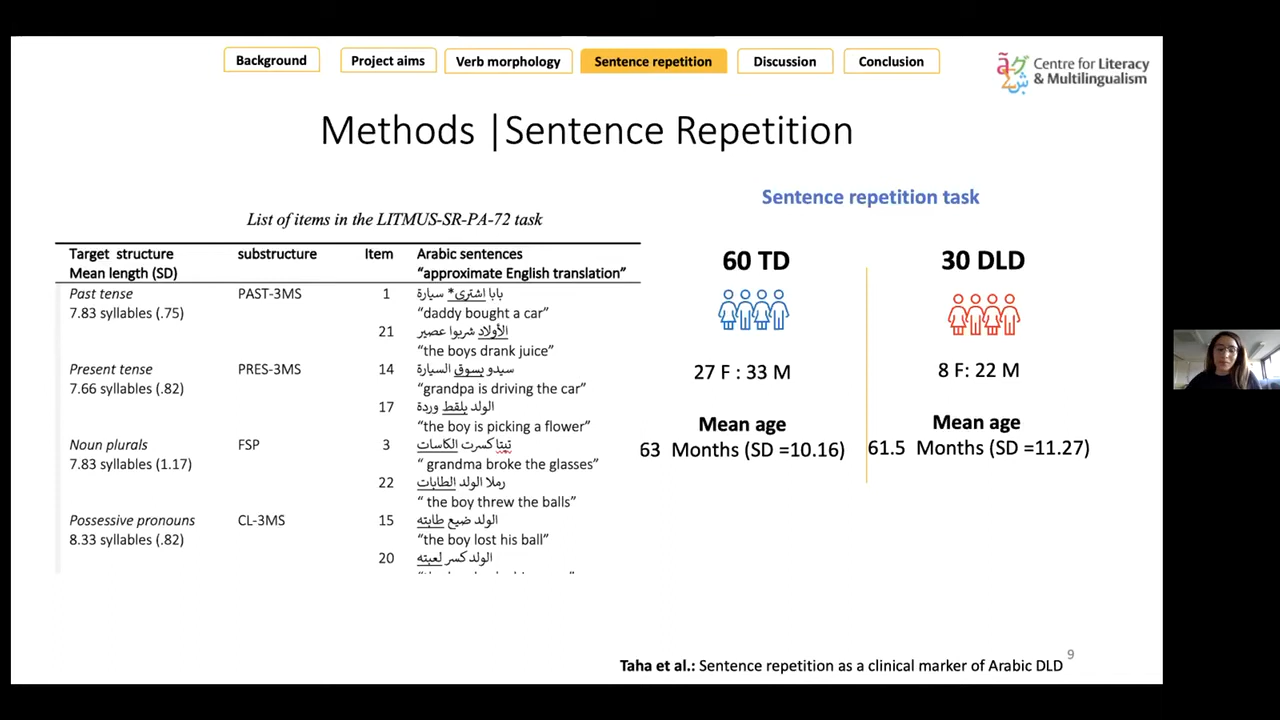 Background Project aims Verb morphology Sentence repetition Discussion Conclusion
Centre for Literacy
& Multilingualism
Methods |Sentence Repetition
List of items in the LITMUS-SR-PA-72 task
Target structure substructure Item Arabic sentences
Mean length (SD) "approximate English translation"
Past tense PAST-3MS 1 بابا اشترى* سيارة
7.83 syllables (.75) "daddy bought a car"
21 الأولاد شربوا عصير
"the boys drank juice"
Present tense PRES-3MS 14 سيدو بسوق السيارة
7.66 syllables (.82) "grandpa is driving the car"
17 الولد بلقط وردة
"the boy is picking a flower"
Noun plurals FSP 3 تيتا كسرت الكاسات
7.83 syllables (1.17) " grandma broke the glasses"
22 رملا الولد الطابات
" the boy threw the balls"
Possessive pronouns CL-3MS 15 الولد ضيع طابته
8.33 syllables (.82) "the boy lost his ball"
20 الولد كسر لعبته
Sentence repetition task
60 TD
27 F : 33 M
Mean age
63 Months (SD =10.16)
30 DLD
8 F: 22 M
Mean age
61.5 Months (SD =11.27)
9
Taha et al.: Sentence repetition as a clinical marker of Arabic DLD